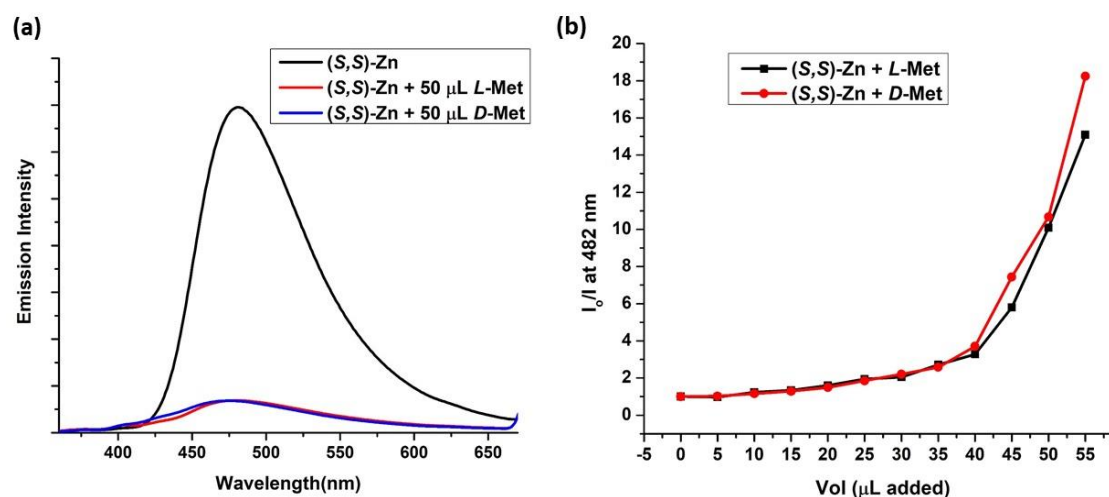 (a)
(S,S)-Zn
(S,S)-Zn + 50 μL L-Met
(S,S)-Zn + 50 μL D-Met
Emission Intensity
400 450 500 550 600 650
Wavelength(nm)
(b)
(S,S)-Zn + L-Met
(S,S)-Zn + D-Met
I₀/I at 482 nm
20
18
16
14
12
10
8
6
4
2
0
-5 0 5 10 15 20 25 30 35 40 45 50 55
Vol (μL added)